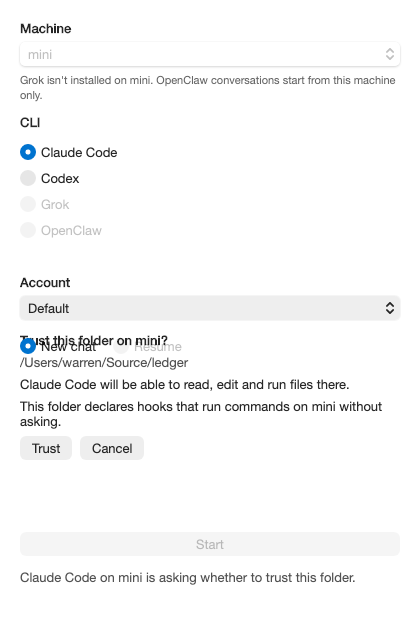 Machine
mini
Grok isn't installed on mini. OpenClaw conversations start from this machine
only.
CLI
Claude Code
Codex
Grok
OpenClaw
Account
Default
Trust this folder on mini?
New chat
Resume
/Users/warren/Source/ledger
Claude Code will be able to read, edit and run files there.
This folder declares hooks that run commands on mini without
asking.
Trust
Cancel
Start
Claude Code on mini is asking whether to trust this folder.